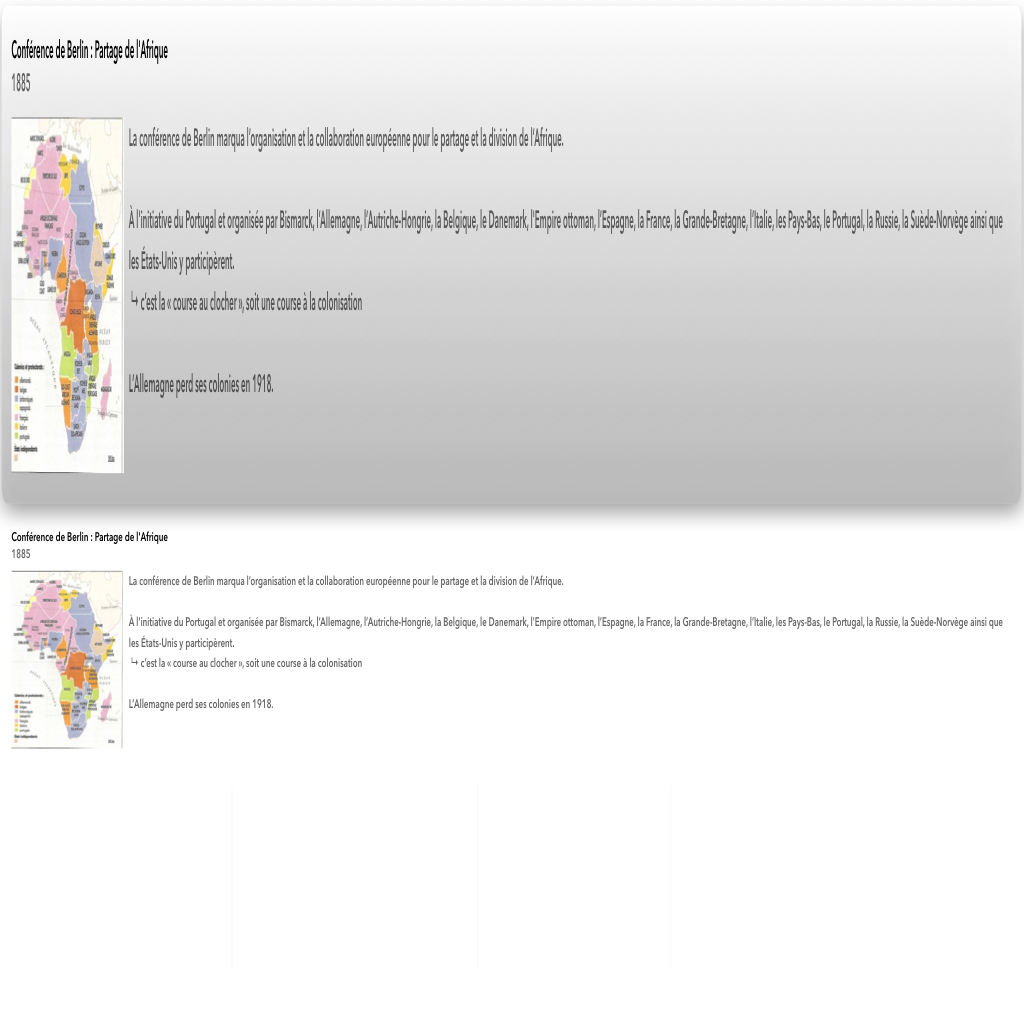 Conférence de Berlin : Partage de l'Afrique
1885
La conférence de Berlin marqua l'organisation et la collaboration européenne pour le partage et la division de l'Afrique.
À l'initiative du Portugal et organisée par Bismarck, l'Allemagne, l'Autriche-Hongrie, la Belgique, le Danemark, l'Empire ottoman, l'Espagne, la France, la Grande-Bretagne, l'Italie, les Pays-Bas, le Portugal, la Russie, la Suède-Norvège ainsi que
les États-Unis y participèrent.
↳ c'est la « course au clocher », soit une course à la colonisation
L'Allemagne perd ses colonies en 1918.
Conférence de Berlin : Partage de l'Afrique
1885
La conférence de Berlin marqua l'organisation et la collaboration européenne pour le partage et la division de l'Afrique.
À l'initiative du Portugal et organisée par Bismarck, l'Allemagne, l'Autriche-Hongrie, la Belgique, le Danemark, l'Empire ottoman, l'Espagne, la France, la Grande-Bretagne, l'Italie, les Pays-Bas, le Portugal, la Russie, la Suède-Norvège ainsi que
les États-Unis y participèrent.
↳ c'est la « course au clocher », soit une course à la colonisation
L'Allemagne perd ses colonies en 1918.